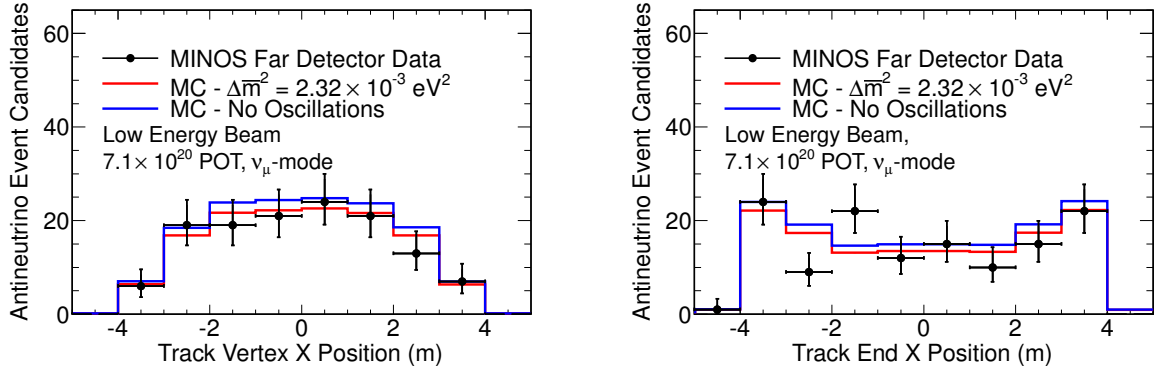 Antineutrino Event Candidates
60
40
20
0
MINOS Far Detector Data
MC - Δm̅² = 2.32 × 10⁻³ eV²
MC - No Oscillations
Low Energy Beam
7.1 × 10²⁰ POT, νμ-mode
-4 -2 0 2 4
Track Vertex X Position (m)
Antineutrino Event Candidates
60
40
20
0
MINOS Far Detector Data
MC - Δm̅² = 2.32 × 10⁻³ eV²
MC - No Oscillations
Low Energy Beam,
7.1 × 10²⁰ POT, νμ-mode
-4 -2 0 2 4
Track End X Position (m)